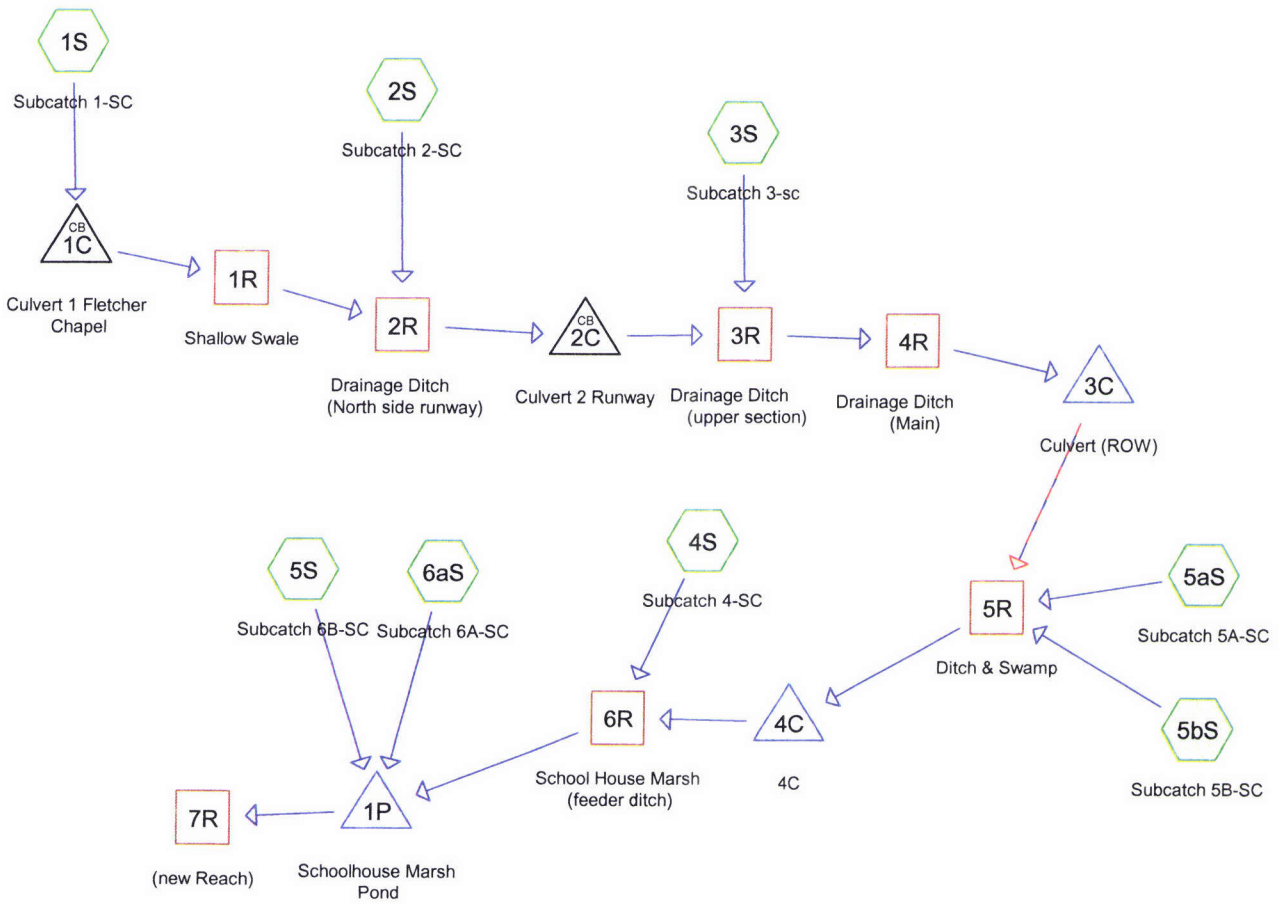 1S
Subcatch 1-SC
2S
Subcatch 2-SC
3S
Subcatch 3-sc
CB
1C
Culvert 1 Fletcher
Chapel
1R
Shallow Swale
2R
Drainage Ditch
(North side runway)
CB
2C
Culvert 2 Runway
3R
Drainage Ditch
(upper section)
4R
Drainage Ditch
(Main)
3C
Culvert (ROW)
5S
Subcatch 6B-SC
6aS
Subcatch 6A-SC
4S
Subcatch 4-SC
5R
Ditch & Swamp
5aS
Subcatch 5A-SC
5bS
Subcatch 5B-SC
4C
4C
6R
School House Marsh
(feeder ditch)
1P
Schoolhouse Marsh
Pond
7R
(new Reach)